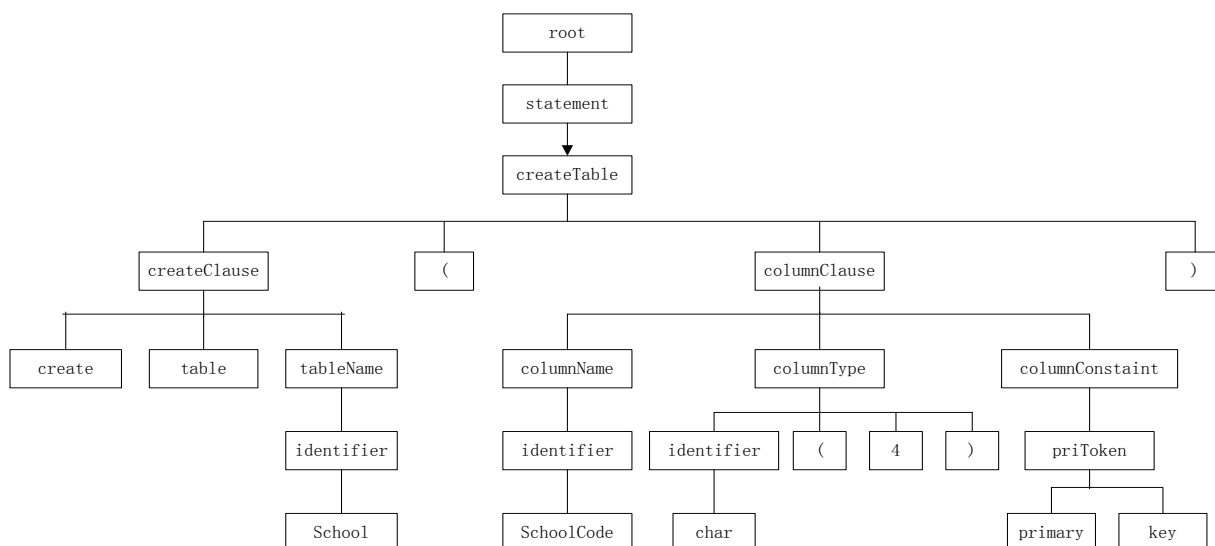 root
statement
createTable
createClause
(
columnClause
)
create
table
tableName
columnName
columnType
columnConstaint
identifier
identifier
identifier
(
4
)
priToken
School
SchoolCode
char
primary
key